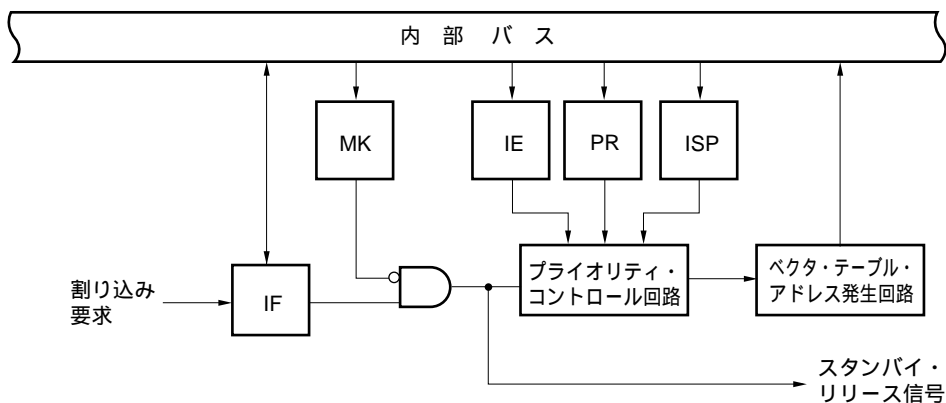 内部バス
MK
IE
PR
ISP
割り込み
要求
IF
プライオリティ・
コントロール回路
ベクタ・テーブル・
アドレス発生回路
スタンバイ・
リリース信号